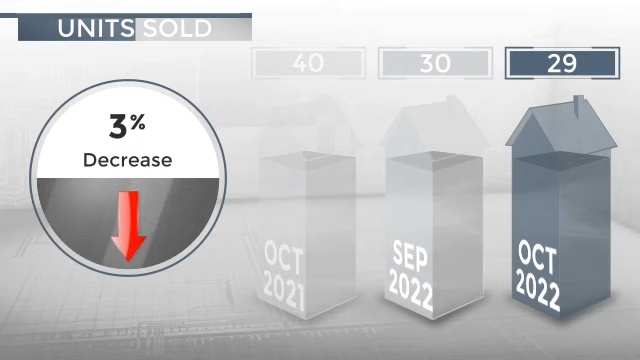 UNITS SOLD
40
30
29
3%
Decrease
OCT
2021
SEP
2022
OCT
2022